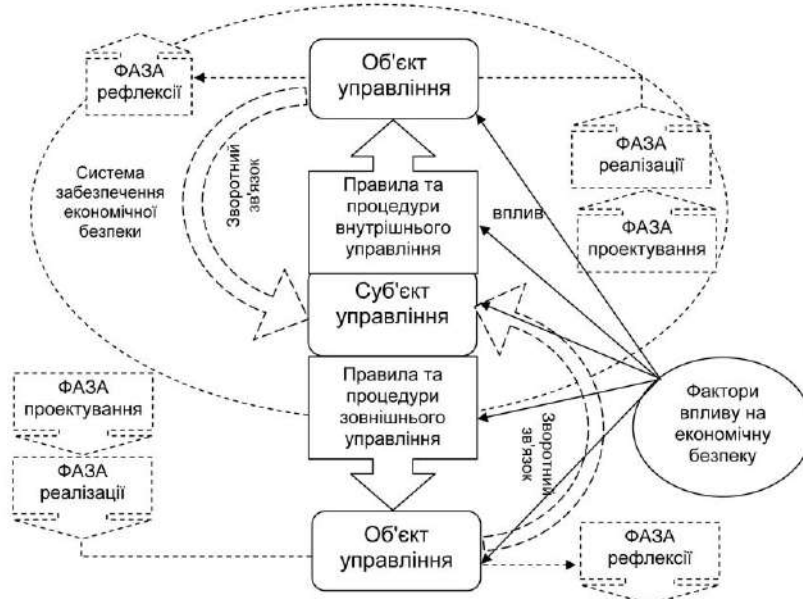 ФАЗА
рефлексії
Об'єкт
управління
ФАЗА
реалізації
ФАЗА
проектування
Система
забезпечення
економічної
безпеки
Зворотний
зв'язок
Правила та
процедури
внутрішнього
управління
вплив
Суб'єкт
управління
Правила та
процедури
зовнішнього
управління
Зворотний
зв'язок
Фактори
впливу на
економічну
безпеку
ФАЗА
проектування
ФАЗА
реалізації
Об'єкт
управління
ФАЗА
рефлексії